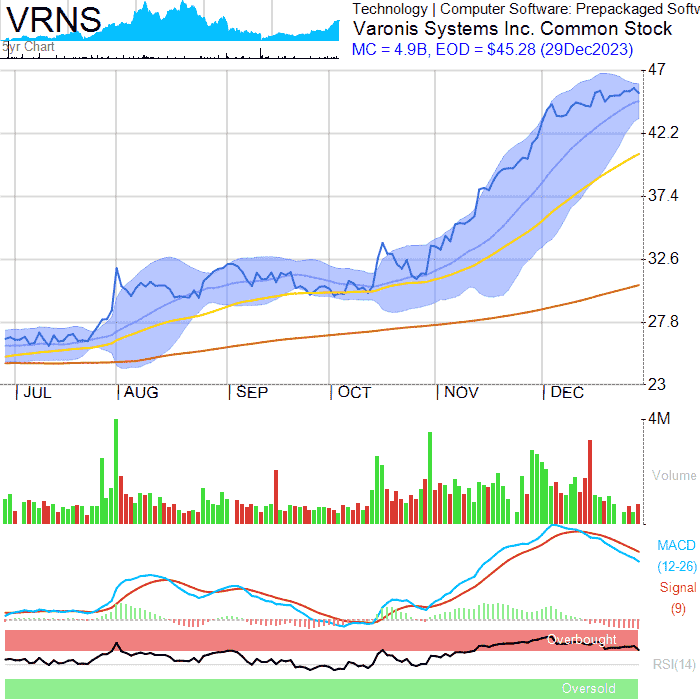 VRNS
5yr Chart
Technology | Computer Software: Prepackaged Softw
Varonis Systems Inc. Common Stock
MC = 4.9B, EOD = $45.28 (29Dec2023)
47
42.2
37.4
32.6
27.8
23
JUL AUG SEP OCT NOV DEC
4M
Volume
MACD
(12-26)
Signal
(9)
Overbought
RSI(14)
Oversold